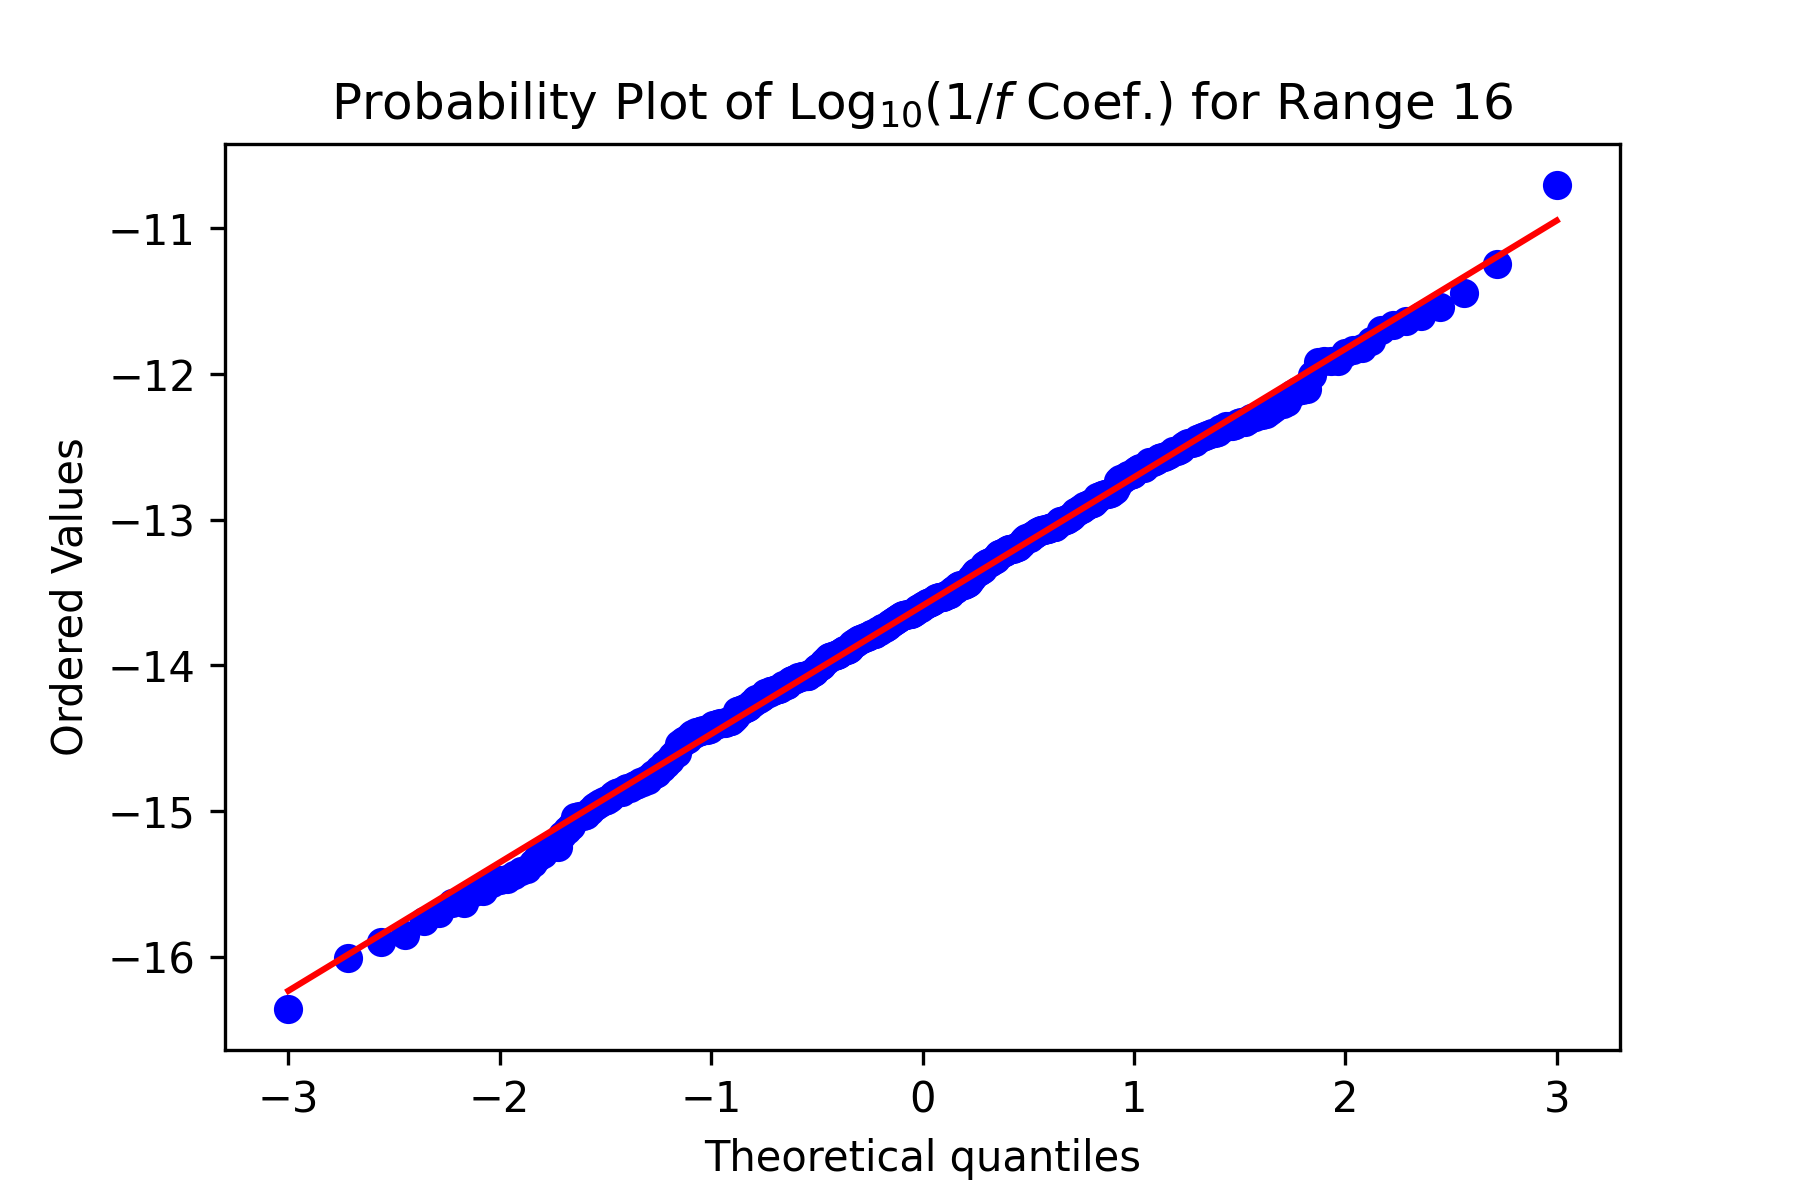 Probability Plot of Log₁₀(1/f Coef.) for Range 16
−11
−12
−13
−14
−15
−16
Ordered Values
−3 −2 −1 0 1 2 3
Theoretical quantiles